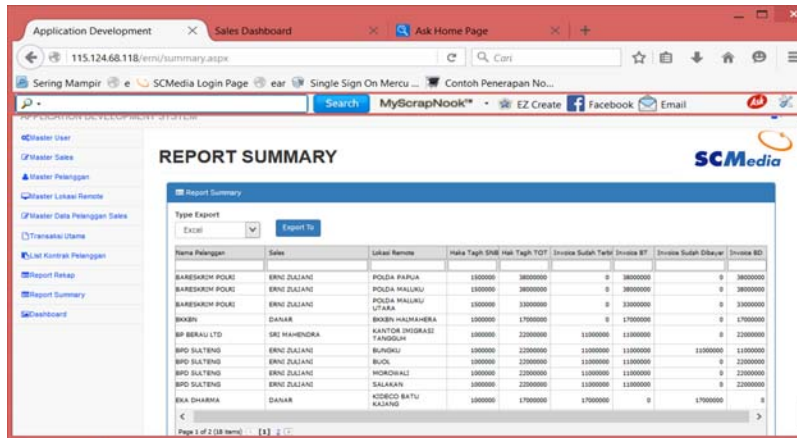 Application Development
Sales Dashboard
Ask Home Page
115.124.68.118/erni/summary.aspx
Cari
Sering Mampir e SCMedia Login Page ear Single Sign On Mercu ... Contoh Penerapan No...
Search MyScrapNook™ EZ Create Facebook Email
APPLICATION DEVELOPMENT SYSTEM
Master User
Master Sales
Master Pelanggan
Master Lokasi Remote
Master Data Pelanggan Sales
Transaksi Utama
List Kontrak Pelanggan
Report Rekap
Report Summary
Dashboard
REPORT SUMMARY
SCMedia
Report Summary
Type Export
Excel Export To
Nama Pelanggan Sales Lokasi Remote Haka Tagih SNB Hak Tagih TOT Invoice Sudah Terbi Invoice BT Invoice Sudah Dibayar Invoice BD
BARESKRIM POLRI ERNI ZULIANI POLDA PAPUA 1500000 38000000 0 38000000 0 38000000
BARESKRIM POLRI ERNI ZULIANI POLDA MALUKU 1500000 38000000 0 38000000 0 38000000
BARESKRIM POLRI ERNI ZULIANI POLDA MALUKU UTARA 1500000 33000000 0 33000000 0 33000000
BKKBN DANAR BKKBN HALMAHERA 1000000 17000000 0 17000000 0 17000000
BP BERAU LTD SRI MAHENDRA KANTOR IMIGRASI TANGGUH 1000000 22000000 11000000 11000000 0 22000000
BPD SULTENG ERNI ZULIANI BUNGKU 1000000 22000000 11000000 11000000 11000000 11000000
BPD SULTENG ERNI ZULIANI BUOL 1000000 22000000 11000000 11000000 0 22000000
BPD SULTENG ERNI ZULIANI MOROWALI 1000000 22000000 11000000 11000000 0 22000000
BPD SULTENG ERNI ZULIANI SALAKAN 1000000 22000000 11000000 11000000 0 22000000
EKA DHARMA DANAR KIDECO BATU KAJANG 1000000 17000000 17000000 0 17000000 0
Page 1 of 2 (18 items) [1] 2